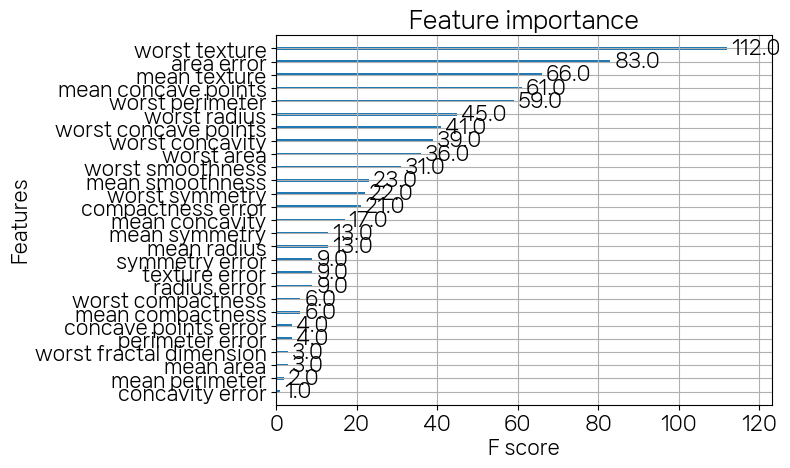 Feature importance
worst texture 112.0
area error 83.0
mean texture 66.0
mean concave points 61.0
worst perimeter 59.0
worst radius 45.0
worst concave points 41.0
worst concavity 39.0
worst area 36.0
worst smoothness 31.0
mean smoothness 23.0
worst symmetry 22.0
compactness error 21.0
mean concavity 17.0
mean symmetry 13.0
mean radius 13.0
symmetry error 9.0
texture error 9.0
radius error 9.0
worst compactness 6.0
mean compactness 6.0
concave points error 4.0
perimeter error 4.0
worst fractal dimension 3.0
mean area 3.0
mean perimeter 2.0
concavity error 1.0
Features
0 20 40 60 80 100 120
F score